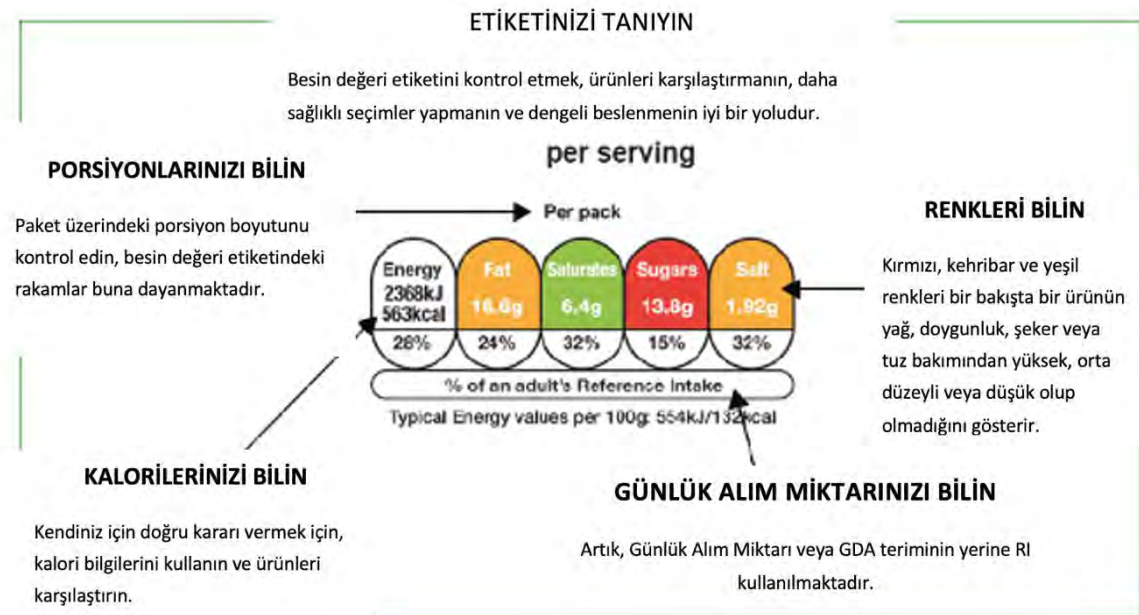 ETİKETİNİZİ TANIYIN
Besin değeri etiketini kontrol etmek, ürünleri karşılaştırmanın, daha
sağlıklı seçimler yapmanın ve dengeli beslenmenin iyi bir yoludur.
per serving
PORSİYONLARINIZI BİLİN
Paket üzerindeki porsiyon boyutunu
kontrol edin, besin değeri etiketindeki
rakamlar buna dayanmaktadır.
Per pack
Energy Fat Saturates Sugars Salt
2368kJ
563kcal 16.6g 6.4g 13.8g 1.92g
28% 24% 32% 15% 32%
% of an adult's Reference Intake
Typical Energy values per 100g: 554kJ/132kcal
RENKLERİ BİLİN
Kırmızı, kehribar ve yeşil
renkleri bir bakışta bir ürünün
yağ, doygunluk, şeker veya
tuz bakımından yüksek, orta
düzeyli veya düşük olup
olmadığını gösterir.
KALORİLERİNİZİ BİLİN
Kendiniz için doğru kararı vermek için,
kalori bilgilerini kullanın ve ürünleri
karşılaştırın.
GÜNLÜK ALIM MİKTARINIZI BİLİN
Artık, Günlük Alım Miktarı veya GDA teriminin yerine RI
kullanılmaktadır.